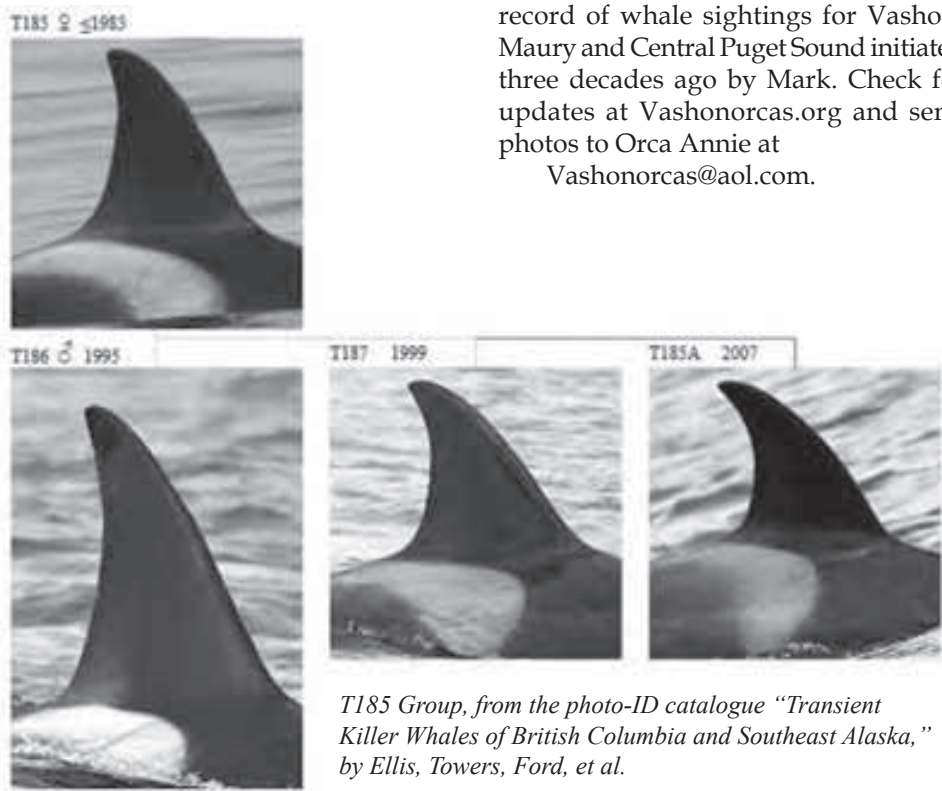 T185 ♀ ≤1985
record of whale sightings for Vasho
Maury and Central Puget Sound initiate
three decades ago by Mark. Check f
updates at Vashonorcas.org and ser
photos to Orca Annie at
Vashonorcas@aol.com.
T186 ♂ 1995
T187 1999
T185A 2007
T185 Group, from the photo-ID catalogue “Transient
Killer Whales of British Columbia and Southeast Alaska,”
by Ellis, Towers, Ford, et al.